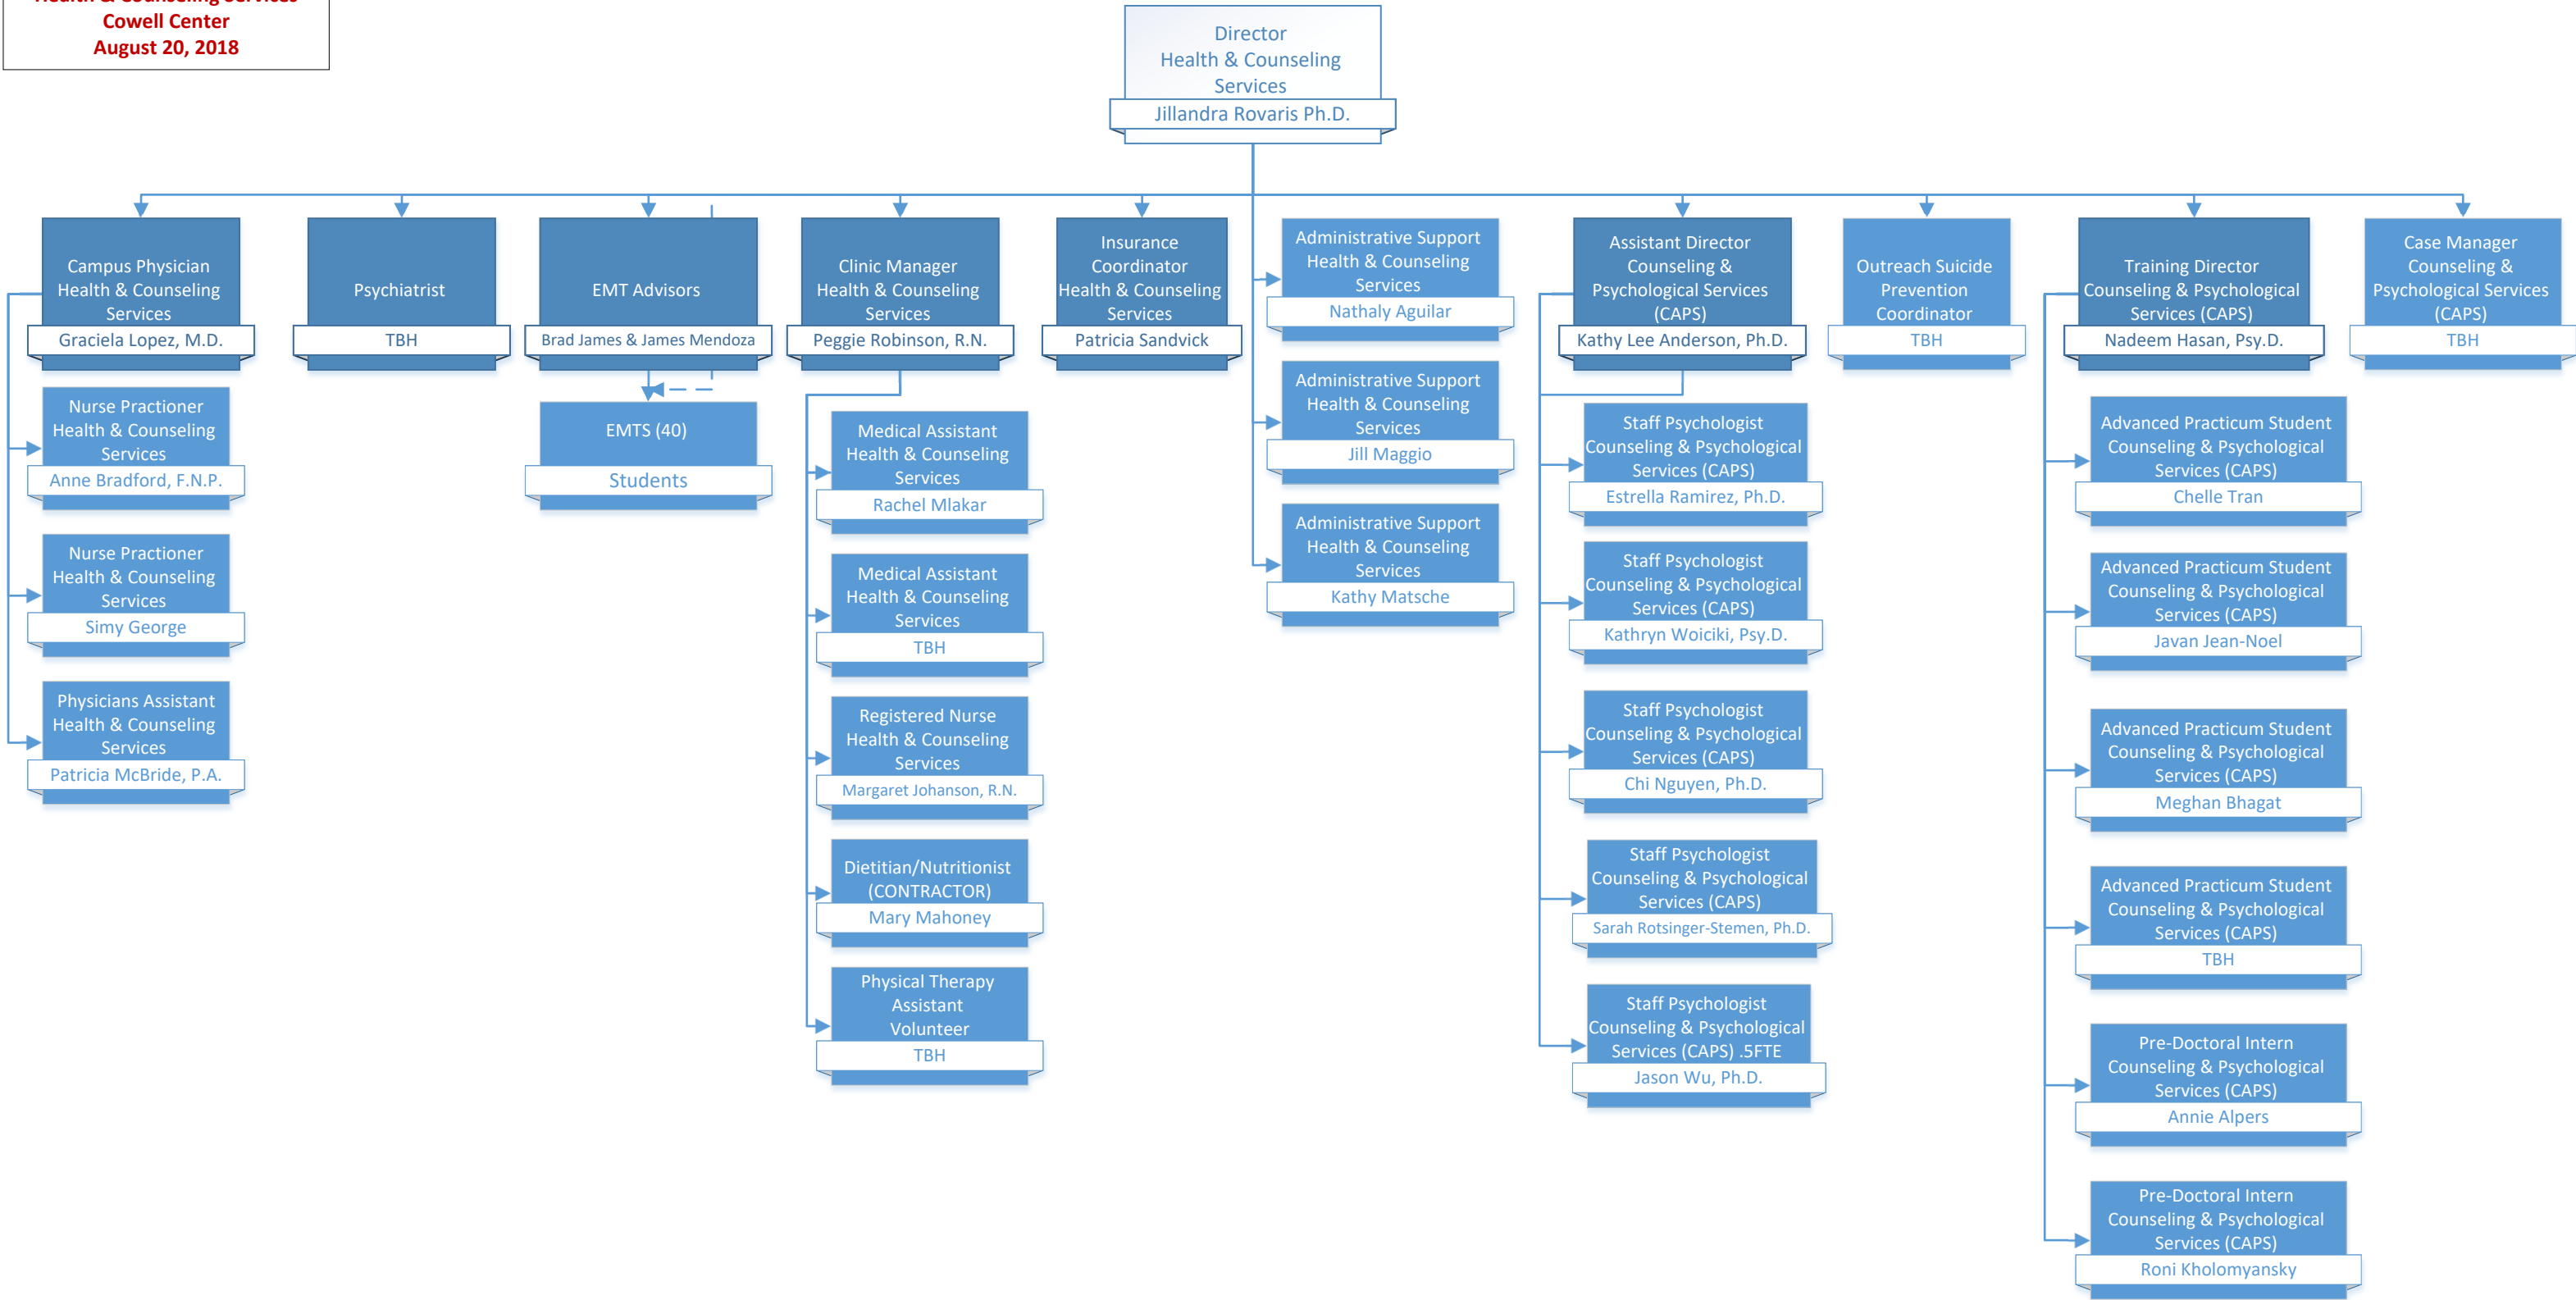 Health & Counseling Services
Cowell Center
August 20, 2018
Director
Health & Counseling
Services
Jillandra Rovaris Ph.D.
Campus Physician
Health & Counseling
Services
Graciela Lopez, M.D.
Nurse Practioner
Health & Counseling
Services
Anne Bradford, F.N.P.
Nurse Practioner
Health & Counseling
Services
Simy George
Physicians Assistant
Health & Counseling
Services
Patricia McBride, P.A.
Psychiatrist
TBH
EMT Advisors
Brad James & James Mendoza
EMTS (40)
Students
Clinic Manager
Health & Counseling
Services
Peggie Robinson, R.N.
Medical Assistant
Health & Counseling
Services
Rachel Mlakar
Medical Assistant
Health & Counseling
Services
TBH
Registered Nurse
Health & Counseling
Services
Margaret Johanson, R.N.
Dietitian/Nutritionist
(CONTRACTOR)
Mary Mahoney
Physical Therapy
Assistant
Volunteer
TBH
Insurance
Coordinator
Health & Counseling
Services
Patricia Sandvick
Administrative Support
Health & Counseling
Services
Nathaly Aguilar
Administrative Support
Health & Counseling
Services
Jill Maggio
Administrative Support
Health & Counseling
Services
Kathy Matsche
Assistant Director
Counseling &
Psychological Services
(CAPS)
Kathy Lee Anderson, Ph.D.
Staff Psychologist
Counseling & Psychological
Services (CAPS)
Estrella Ramirez, Ph.D.
Staff Psychologist
Counseling & Psychological
Services (CAPS)
Kathryn Woiciki, Psy.D.
Staff Psychologist
Counseling & Psychological
Services (CAPS)
Chi Nguyen, Ph.D.
Staff Psychologist
Counseling & Psychological
Services (CAPS)
Sarah Rotsinger-Stemen, Ph.D.
Staff Psychologist
Counseling & Psychological
Services (CAPS) .5FTE
Jason Wu, Ph.D.
Outreach Suicide
Prevention
Coordinator
TBH
Training Director
Counseling & Psychological
Services (CAPS)
Nadeem Hasan, Psy.D.
Advanced Practicum Student
Counseling & Psychological
Services (CAPS)
Chelle Tran
Advanced Practicum Student
Counseling & Psychological
Services (CAPS)
Javan Jean-Noel
Advanced Practicum Student
Counseling & Psychological
Services (CAPS)
Meghan Bhagat
Advanced Practicum Student
Counseling & Psychological
Services (CAPS)
TBH
Pre-Doctoral Intern
Counseling & Psychological
Services (CAPS)
Annie Alpers
Pre-Doctoral Intern
Counseling & Psychological
Services (CAPS)
Roni Kholomyansky
Case Manager
Counseling &
Psychological Services
(CAPS)
TBH